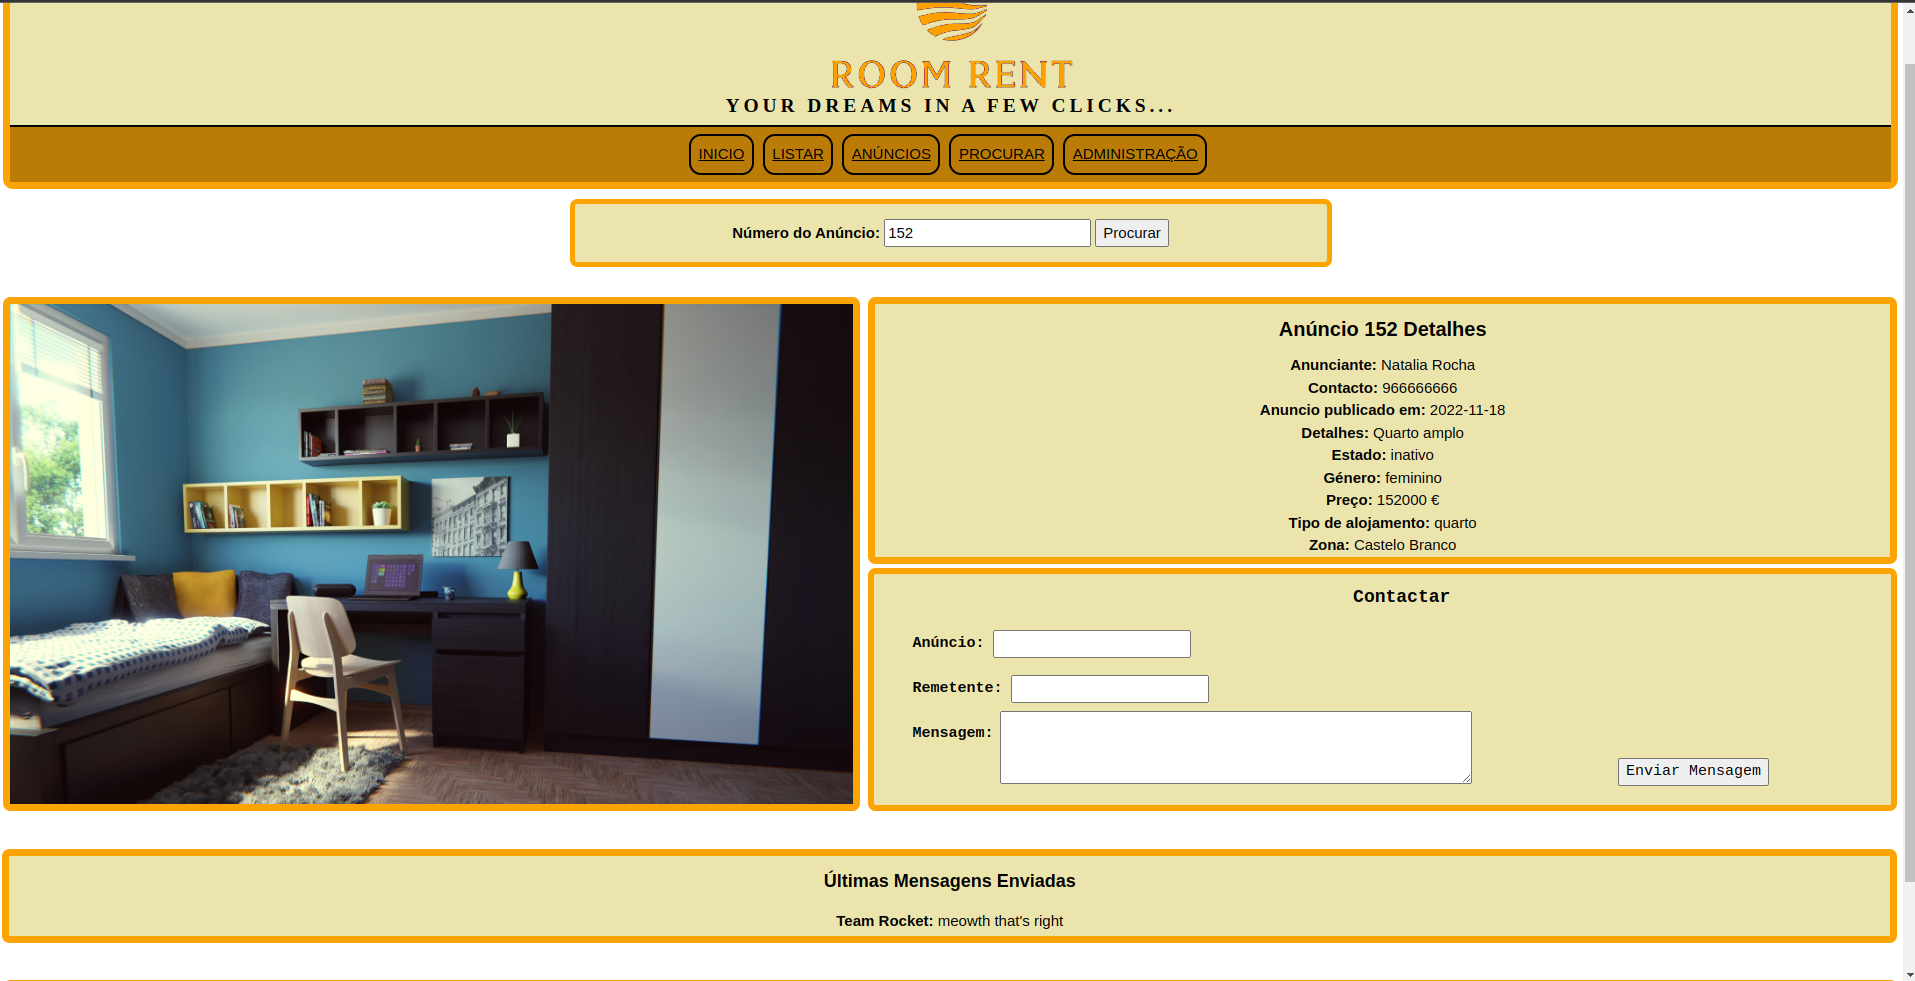 ROOM RENT
YOUR DREAMS IN A FEW CLICKS...
INICIO LISTAR ANÚNCIOS PROCURAR ADMINISTRAÇÃO
Número do Anúncio: 152 Procurar
Anúncio 152 Detalhes
Anunciante: Natalia Rocha
Contacto: 966666666
Anuncio publicado em: 2022-11-18
Detalhes: Quarto amplo
Estado: inativo
Género: feminino
Preço: 152000 €
Tipo de alojamento: quarto
Zona: Castelo Branco
Contactar
Anúncio:
Remetente:
Mensagem:
Enviar Mensagem
Últimas Mensagens Enviadas
Team Rocket: meowth that's right